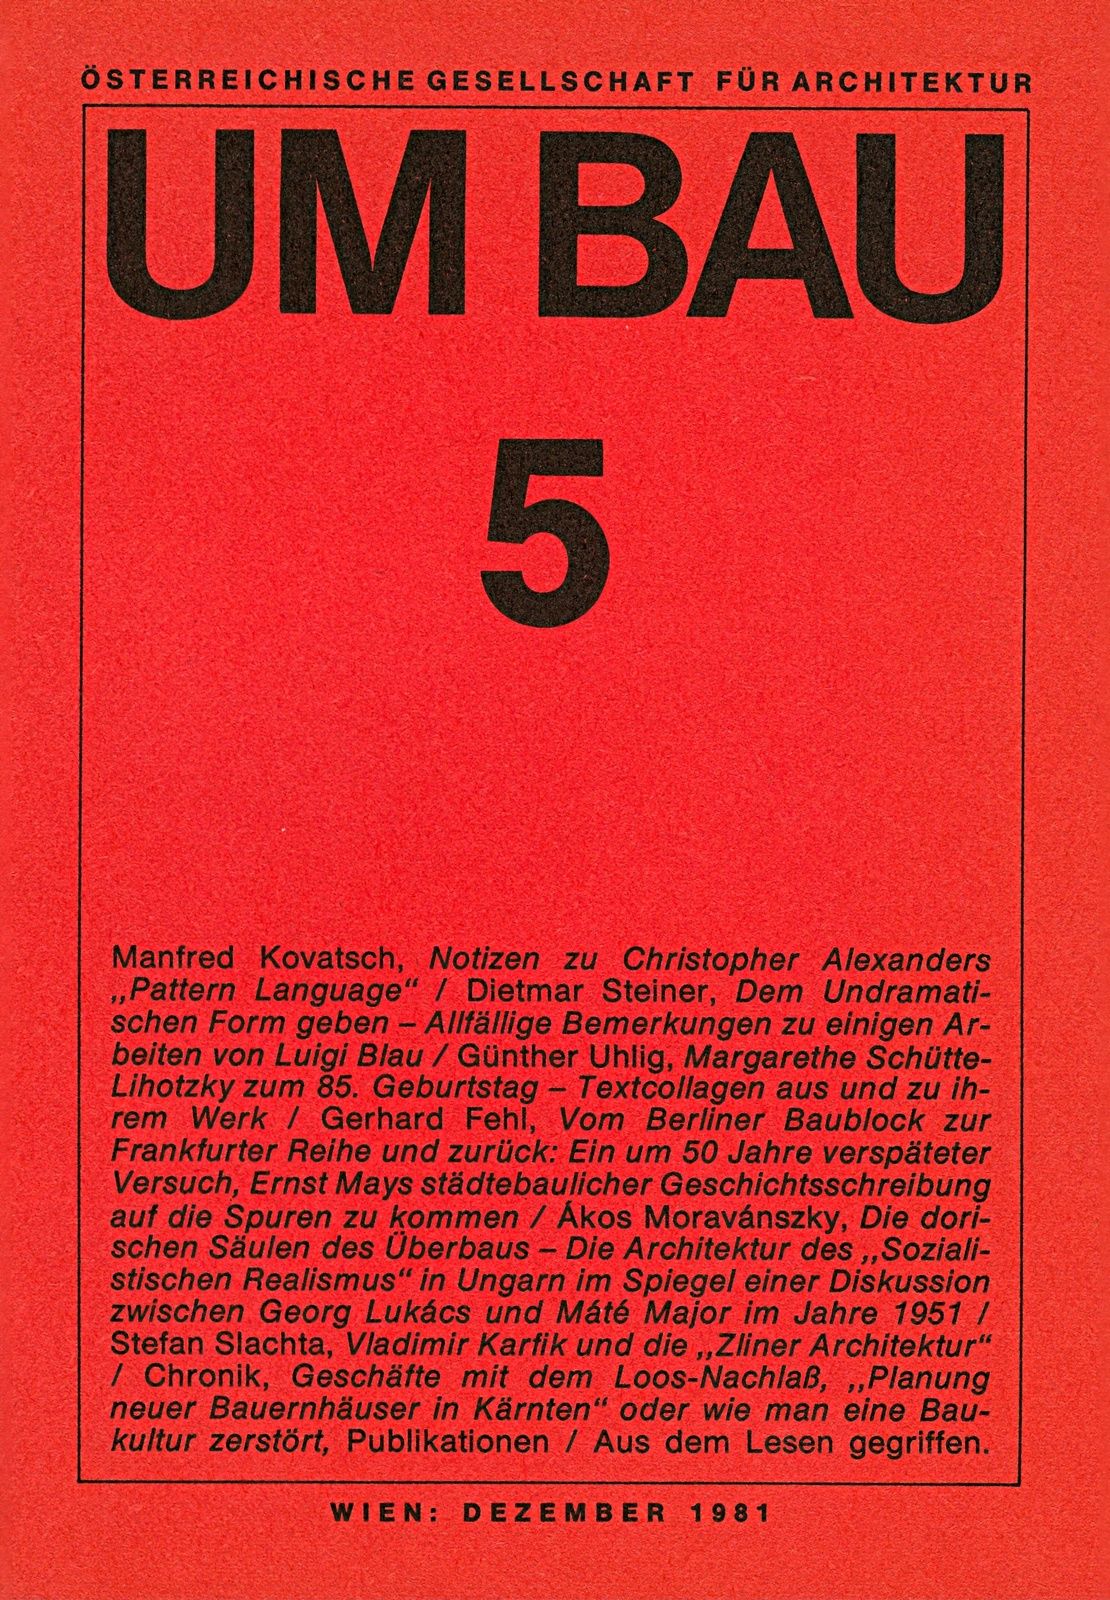 ÖSTERREICHISCHE GESELLSCHAFT FÜR ARCHITEKTUR
UM BAU
5
Manfred Kovatsch, Notizen zu Christopher Alexanders
„Pattern Language“ / Dietmar Steiner, Dem Undramati-
schen Form geben – Allfällige Bemerkungen zu einigen Ar-
beiten von Luigi Blau / Günther Uhlig, Margarethe Schütte-
Lihotzky zum 85. Geburtstag – Textcollagen aus und zu ih-
rem Werk / Gerhard Fehl, Vom Berliner Baublock zur
Frankfurter Reihe und zurück: Ein um 50 Jahre verspäteter
Versuch, Ernst Mays städtebaulicher Geschichtsschreibung
auf die Spuren zu kommen / Ákos Moravánszky, Die dori-
schen Säulen des Überbaus – Die Architektur des „Soziali-
stischen Realismus“ in Ungarn im Spiegel einer Diskussion
zwischen Georg Lukács und Máté Major im Jahre 1951 /
Stefan Slachta, Vladimir Karfik und die „Zliner Architektur“
/ Chronik, Geschäfte mit dem Loos-Nachlaß, „Planung
neuer Bauernhäuser in Kärnten“ oder wie man eine Bau-
kultur zerstört, Publikationen / Aus dem Lesen gegriffen.
WIEN: DEZEMBER 1981